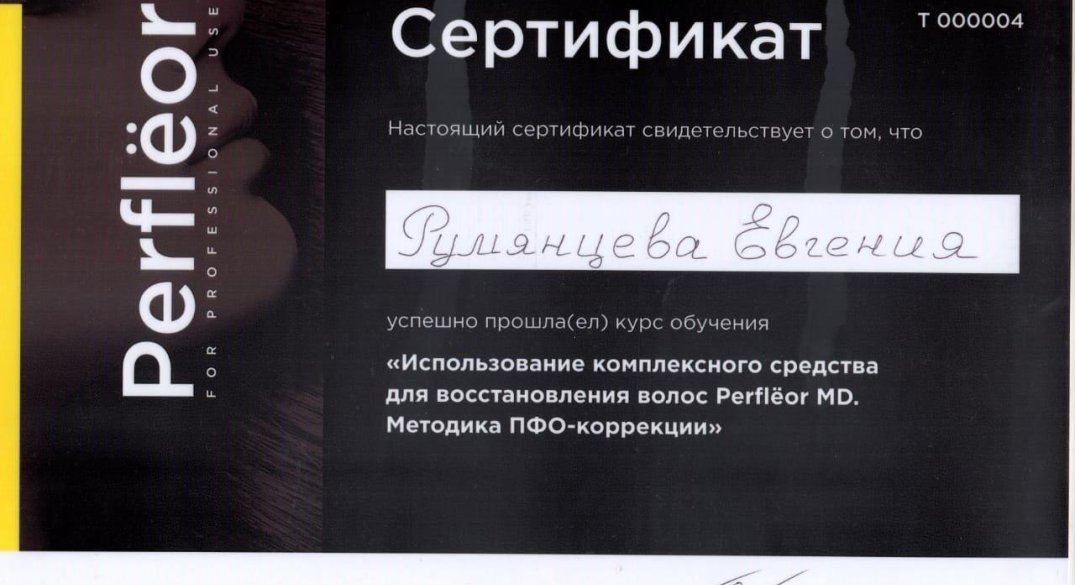 Perflëor
FOR PROFESSIONAL USE
Сертификат
Т 000004
Настоящий сертификат свидетельствует о том, что
Румянцева Евгения
успешно прошла(ел) курс обучения
«Использование комплексного средства
для восстановления волос Perflëor MD.
Методика ПФО-коррекции»